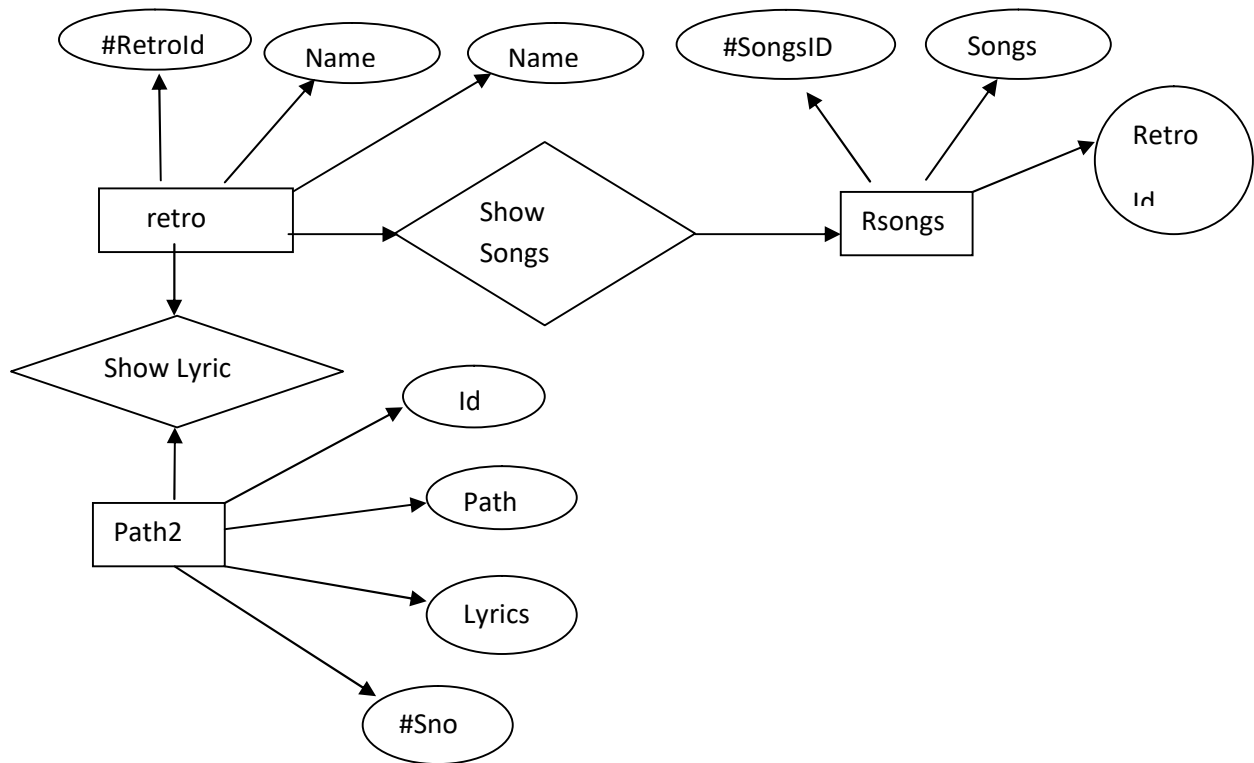 #RetroId
Name
Name
#SongsID
Songs
Retro
Id
retro
Show
Songs
Rsongs
Show Lyric
Id
Path
Path2
Lyrics
#Sno